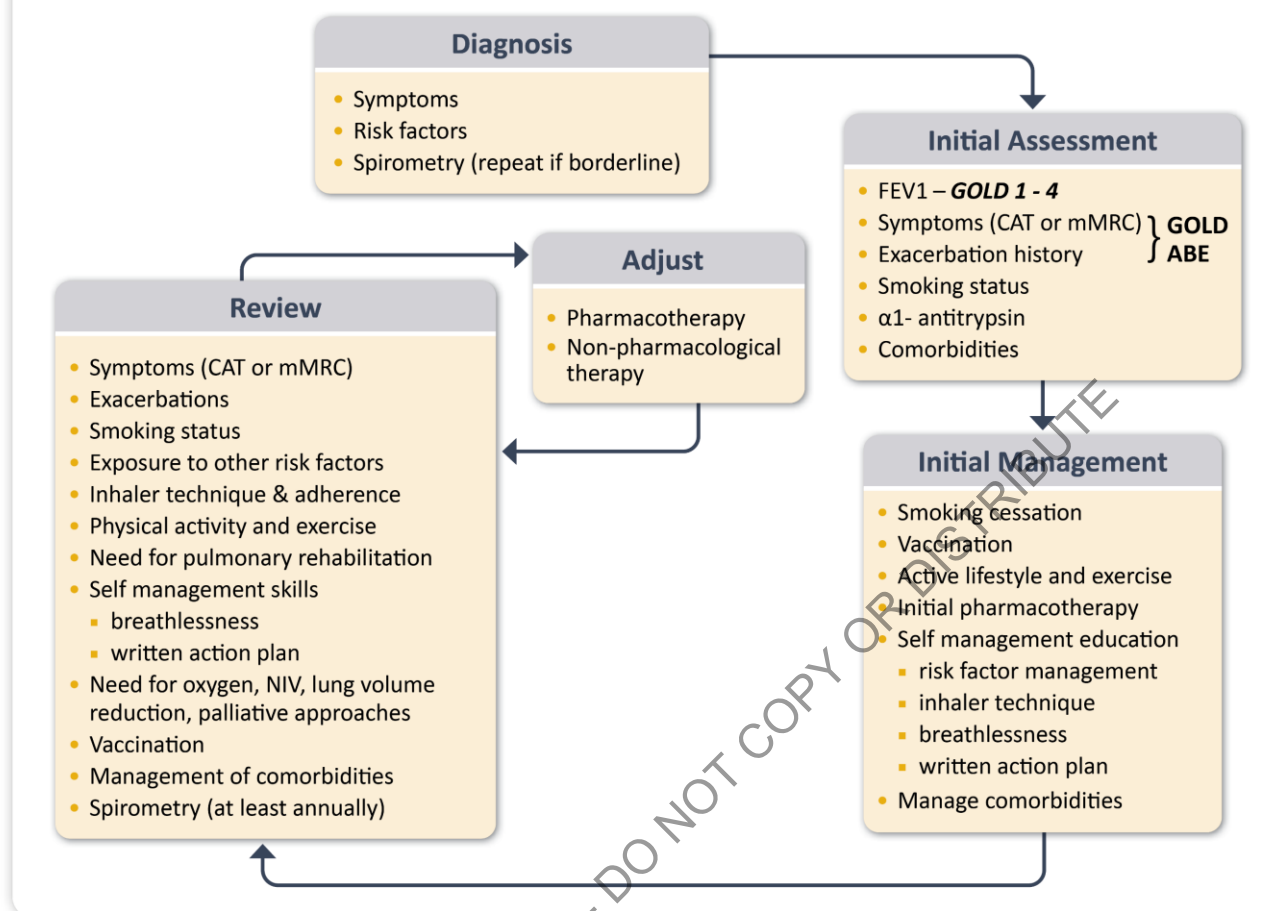 Diagnosis
Symptoms
Risk factors
Spirometry (repeat if borderline)
Initial Assessment
FEV1 – GOLD 1 - 4
Symptoms (CAT or mMRC)
Exacerbation history
GOLD
ABE
Smoking status
α1- antitrypsin
Comorbidities
Initial Management
Smoking cessation
Vaccination
Active lifestyle and exercise
Initial pharmacotherapy
Self management education
risk factor management
inhaler technique
breathlessness
written action plan
Manage comorbidities
Review
Symptoms (CAT or mMRC)
Exacerbations
Smoking status
Exposure to other risk factors
Inhaler technique & adherence
Physical activity and exercise
Need for pulmonary rehabilitation
Self management skills
breathlessness
written action plan
Need for oxygen, NIV, lung volume
reduction, palliative approaches
Vaccination
Management of comorbidities
Spirometry (at least annually)
Adjust
Pharmacotherapy
Non-pharmacological
therapy
DO NOT COPY OR DISTRIBUTE